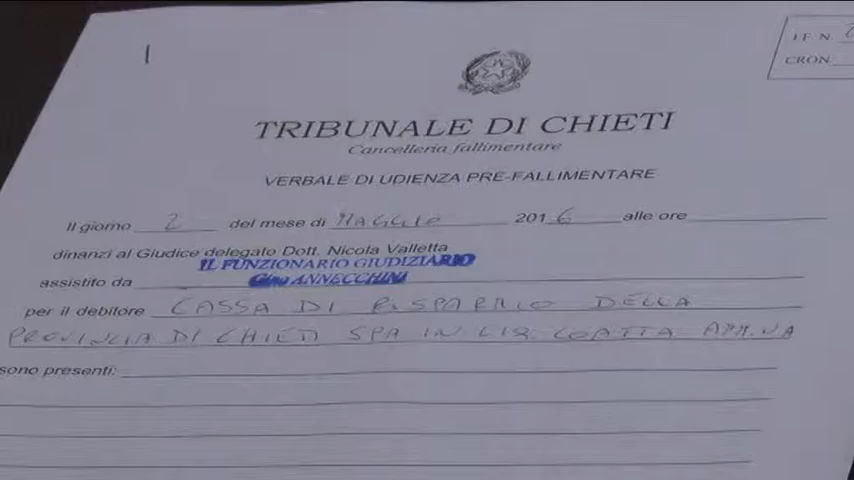 I.F. N.
CRON.
TRIBUNALE DI CHIETI
Cancelleria fallimentare
VERBALE DI UDIENZA PRE-FALLIMENTARE
Il giorno 2 del mese di MAGGIO 2016 alle ore
dinanzi al Giudice delegato Dott. Nicola Valletta
IL FUNZIONARIO GIUDIZIARIO
assistito da Gino ANNECCHINI
per il debitore CASSA DI RISPARMIO DELLA
PROVINCIA DI CHIETI SPA IN LIQ. COATTA AMM.VA
sono presenti: